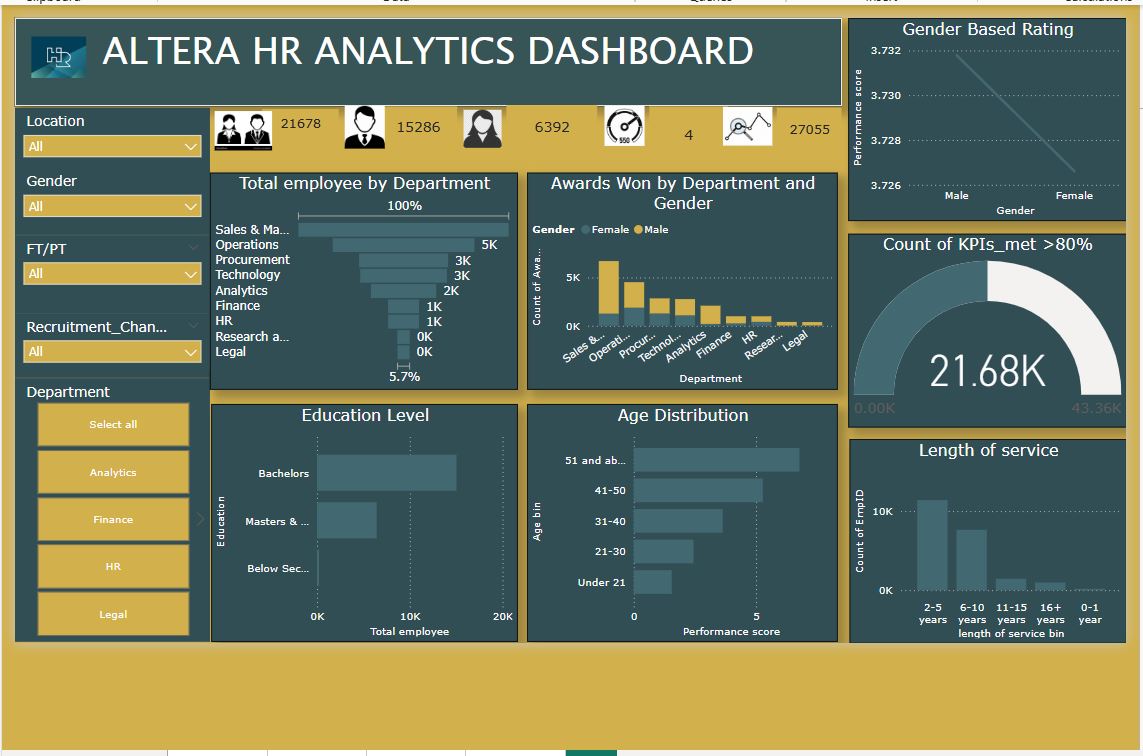 HR
ALTERA HR ANALYTICS DASHBOARD
Location
All
Gender
All
FT/PT
All
Recruitment_Chan...
All
Department
Select all
Analytics
Finance
HR
Legal
21678
15286
6392
550
4
27055
Total employee by Department
100%
Sales & Ma...
Operations 5K
Procurement 3K
Technology 3K
Analytics 2K
Finance 1K
HR 1K
Research a... 0K
Legal 0K
5.7%
Awards Won by Department and
Gender
Gender Female Male
Count of Awa...
5K
0K
Sales &... Operati... Procur... Technol... Analytics Finance HR Resear... Legal
Department
Education Level
Education
Bachelors
Masters & ...
Below Sec...
0K 10K 20K
Total employee
Age Distribution
Age bin
51 and ab...
41-50
31-40
21-30
Under 21
0 5
Performance score
Gender Based Rating
Performance score
3.732
3.730
3.728
3.726
Male Female
Gender
Count of KPIs_met >80%
21.68K
0.00K 43.36K
Length of service
Count of EmpID
10K
0K
2-5 6-10 11-15 16+ 0-1
years years years years year
length of service bin